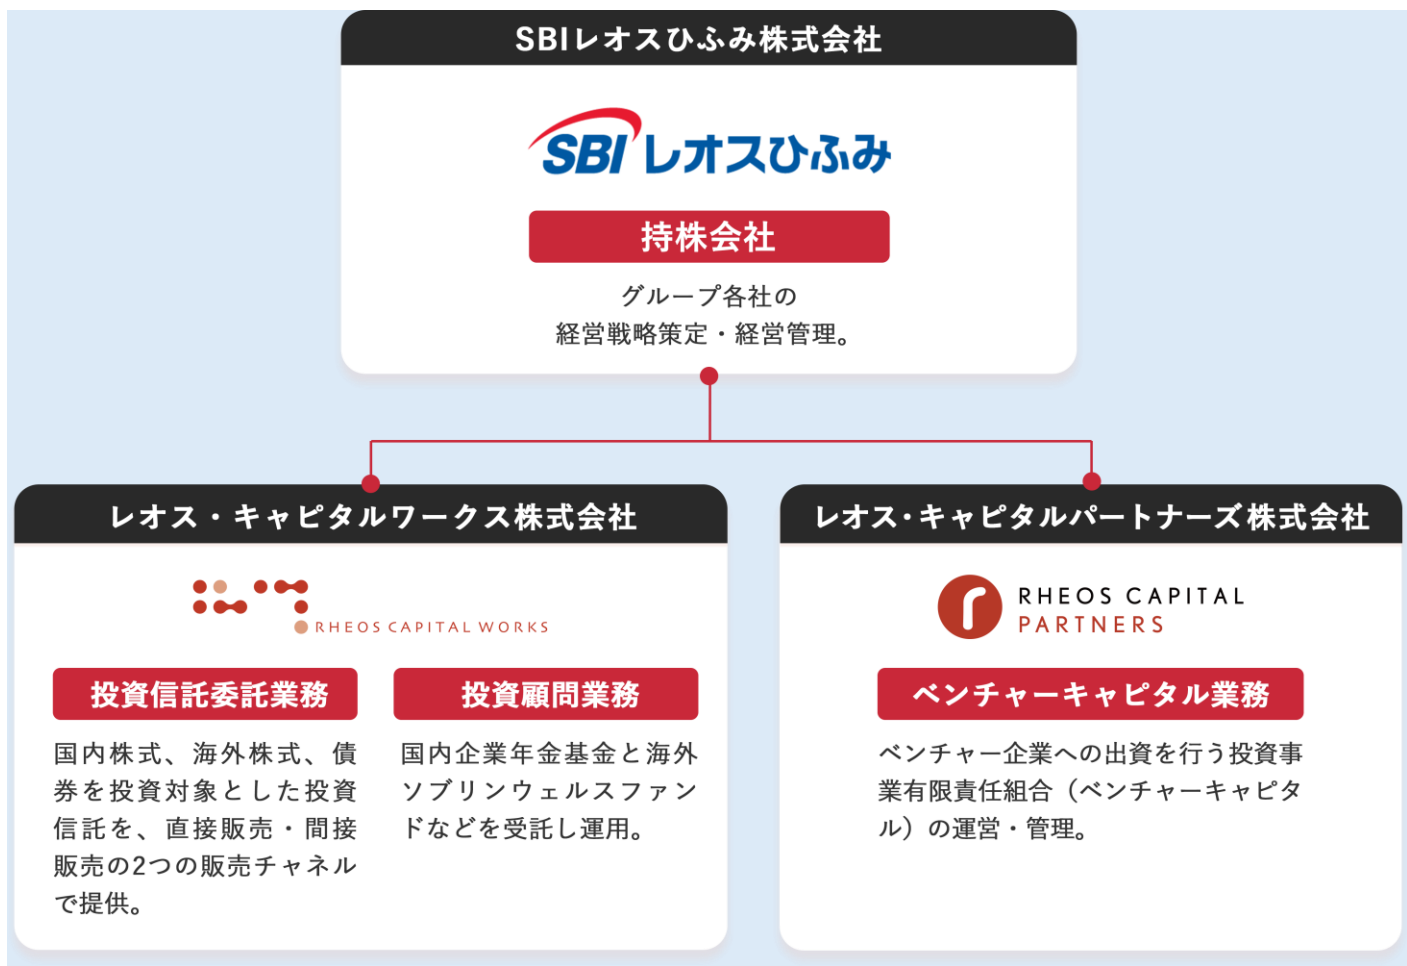 SBIレオスひふみ株式会社
SBIレオスひふみ
持株会社
グループ各社の
経営戦略策定・経営管理。
レオス・キャピタルワークス株式会社
RHEOS CAPITAL WORKS
投資信託委託業務
国内株式、海外株式、債
券を投資対象とした投資
信託を、直接販売・間接
販売の2つの販売チャネル
で提供。
投資顧問業務
国内企業年金基金と海外
ソブリンウェルスファン
ドなどを受託し運用。
レオス・キャピタルパートナーズ株式会社
r RHEOS CAPITAL
PARTNERS
ベンチャーキャピタル業務
ベンチャー企業への出資を行う投資事
業有限責任組合（ベンチャーキャピタ
ル）の運営・管理。